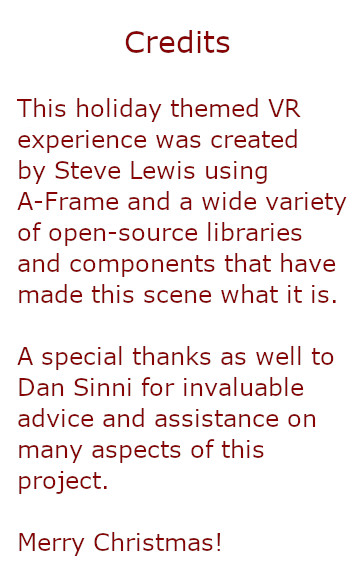 Credits
This holiday themed VR
experience was created
by Steve Lewis using
A-Frame and a wide variety
of open-source libraries
and components that have
made this scene what it is.
A special thanks as well to
Dan Sinni for invaluable
advice and assistance on
many aspects of this
project.
Merry Christmas!